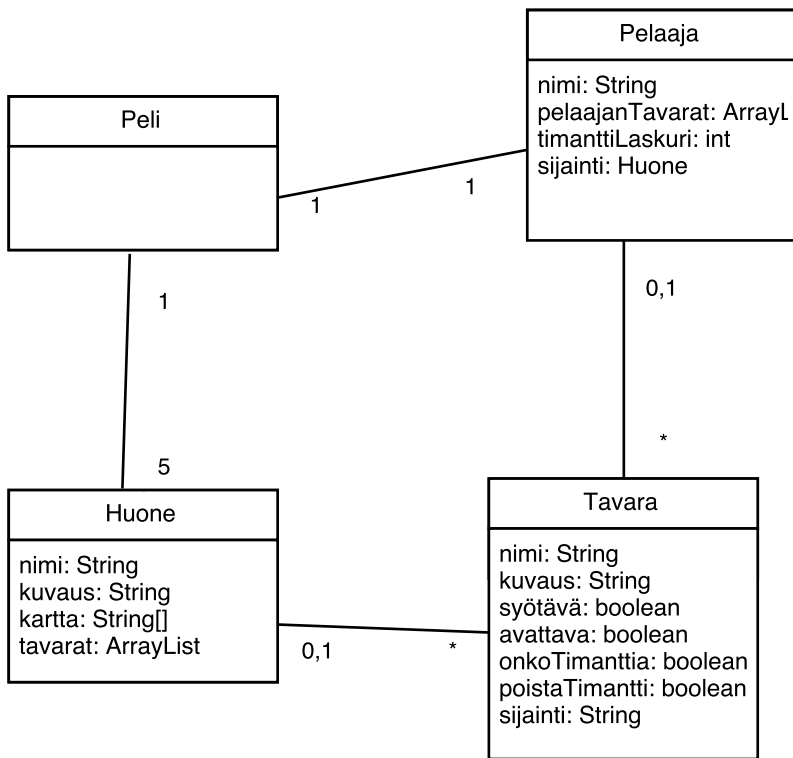 Pelaaja
nimi: String
pelaajanTavarat: ArrayL
timanttiLaskuri: int
sijainti: Huone
Peli
1
1
1
5
0,1
*
Huone
nimi: String
kuvaus: String
kartta: String[]
tavarat: ArrayList
0,1
*
Tavara
nimi: String
kuvaus: String
syötävä: boolean
avattava: boolean
onkoTimanttia: boolean
poistaTimantti: boolean
sijainti: String